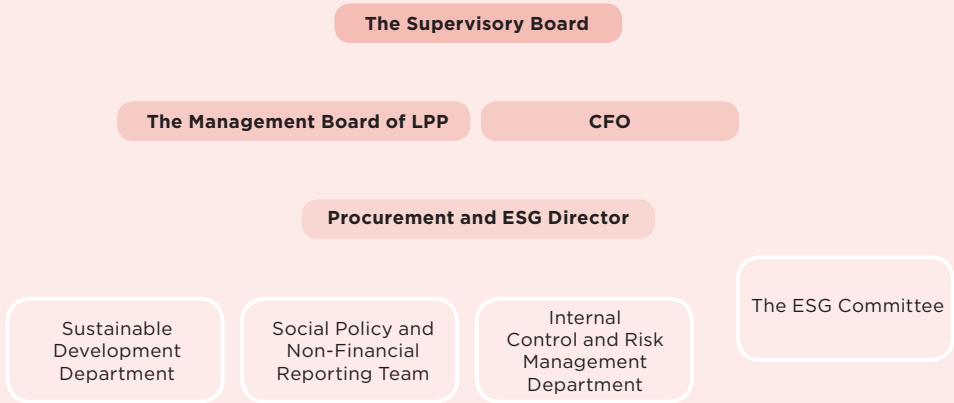 The Supervisory Board
The Management Board of LPP
CFO
Procurement and ESG Director
The ESG Committee
Sustainable
Development
Department
Social Policy and
Non-Financial
Reporting Team
Internal
Control and Risk
Management
Department